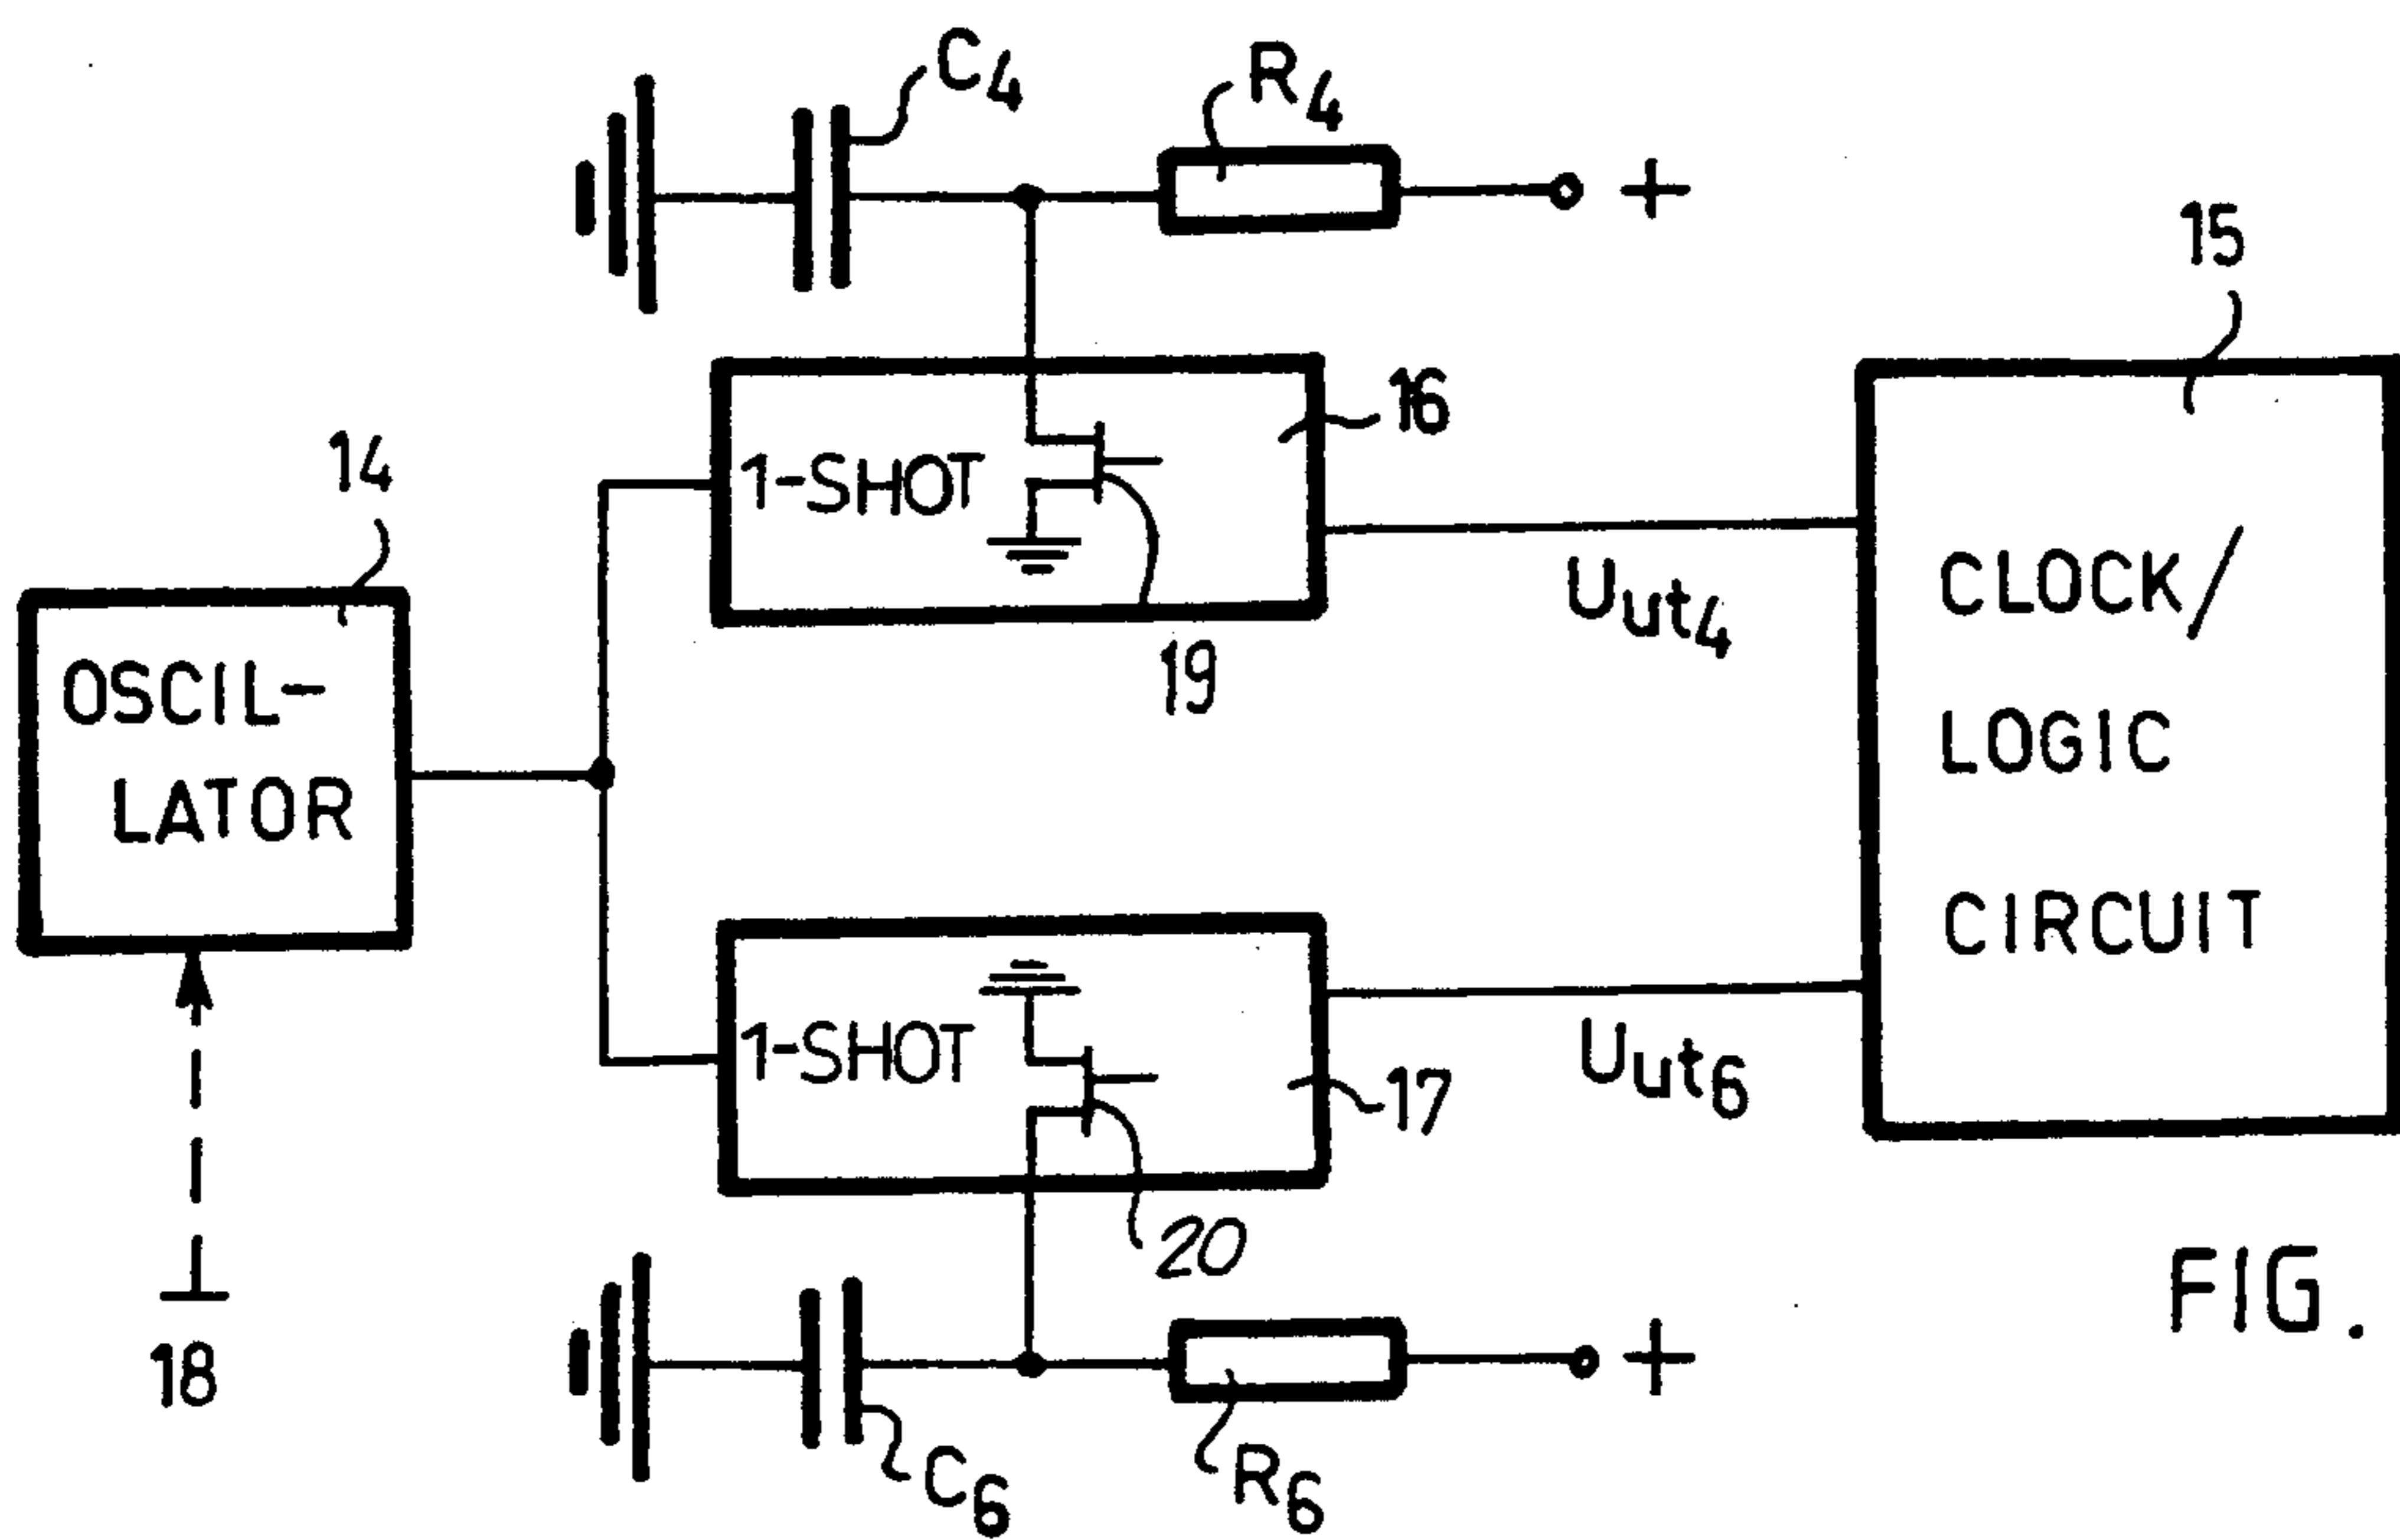 C4
R4
+
15
16
14
1-SHOT
CLOCK/
Uut4
OSCIL-
19
LOGIC
LATOR
CIRCUIT
1-SHOT
17
Uut6
20
FIG.
18
+
C6
R6